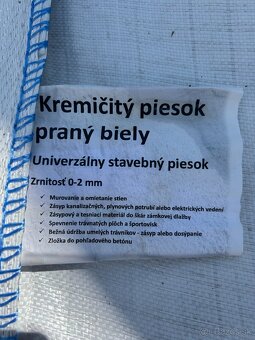 Kremičitý piesok
praný biely
Univerzálny stavebný piesok
Zrnitosť 0-2 mm
• Murovanie a omietanie stien
• Zásyp kanalizačných, plynových potrubí alebo elektrických vedení
• Zásypový a tesniaci materiál do škár zámkovej dlažby
• Spevnenie trávnatých plôch a športovísk
• Bežná údržba umelých trávnikov - zásyp alebo dosýpanie
• Zložka do pohľadového betónu